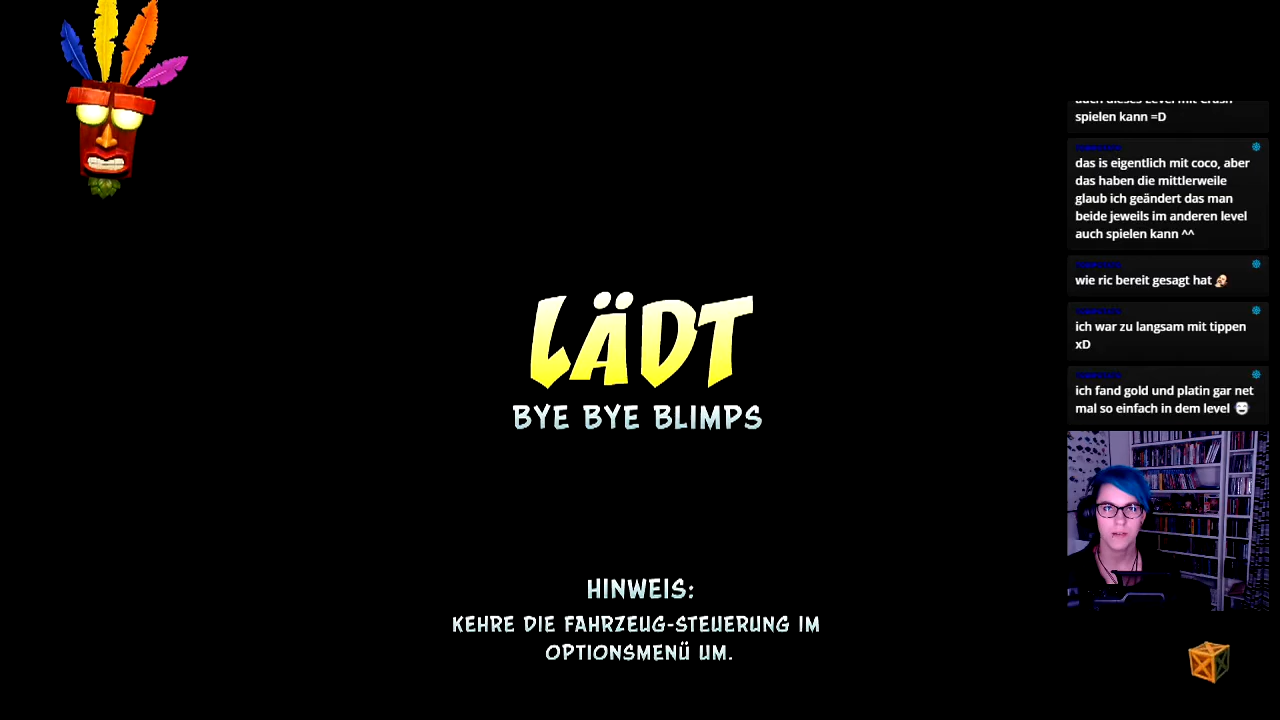 spielen kann =D
das is eigentlich mit coco, aber
das haben die mittlerweile
glaub ich geändert das man
beide jeweils im anderen level
auch spielen kann ^^
wie ric bereit gesagt hat
ich war zu langsam mit tippen
xD
ich fand gold und platin gar net
mal so einfach in dem level
LÄDT
BYE BYE BLIMPS
HINWEIS:
KEHRE DIE FAHRZEUG-STEUERUNG IM
OPTIONSMENÜ UM.